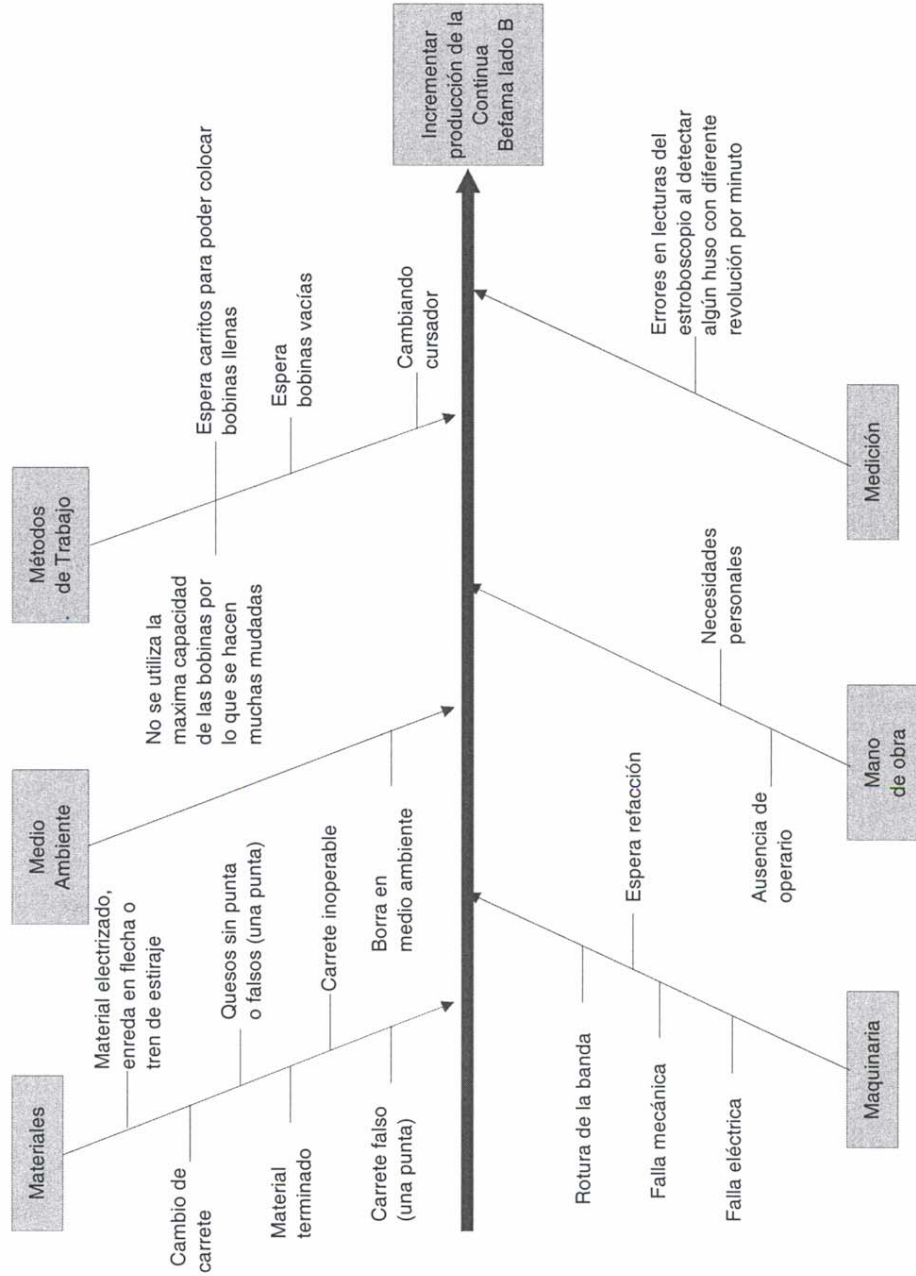 Materiales
Material electrizado,
enreda en flecha o
tren de estiraje
Cambio de
carrete
Quesos sin punta
o falsos (una punta)
Material
terminado
Carrete inoperable
Carrete falso
(una punta)
Medio
Ambiente
Borra en
medio ambiente
Métodos
de Trabajo
No se utiliza la
maxima capacidad
de las bobinas por
lo que se hacen
muchas mudadas
Espera carritos para poder colocar
bobinas llenas
Espera
bobinas vacías
Cambiando
cursador
Incrementar
producción de la
Continua
Befama lado B
Rotura de la banda
Espera refacción
Falla mecánica
Falla eléctrica
Maquinaria
Necesidades
personales
Ausencia de
operario
Mano
de obra
Errores en lecturas del
estroboscopio al detectar
algún huso con diferente
revolución por minuto
Medición